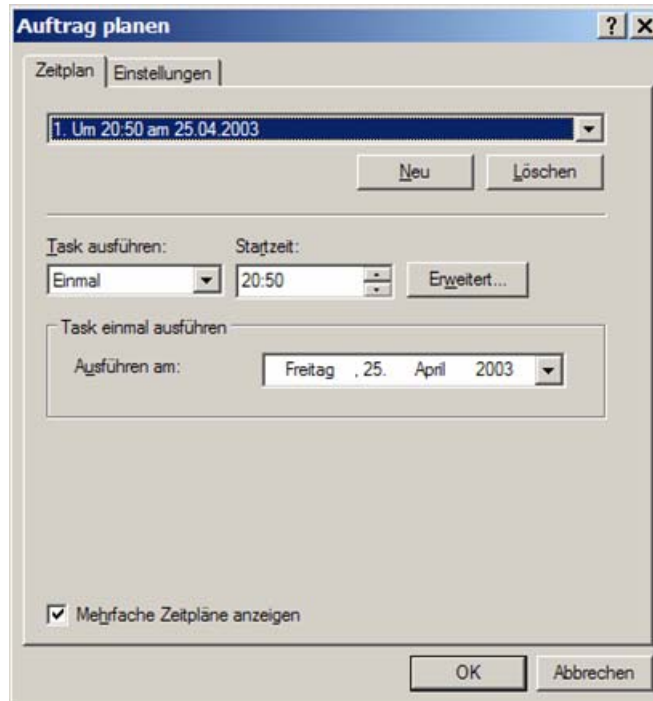 Auftrag planen
Zeitplan
Einstellungen
1. Um 20:50 am 25.04.2003
Neu
Löschen
Task ausführen:
Startzeit:
Einmal
20:50
Erweitert...
Task einmal ausführen
Ausführen am:
Freitag , 25. April 2003
Mehrfache Zeitpläne anzeigen
OK
Abbrechen